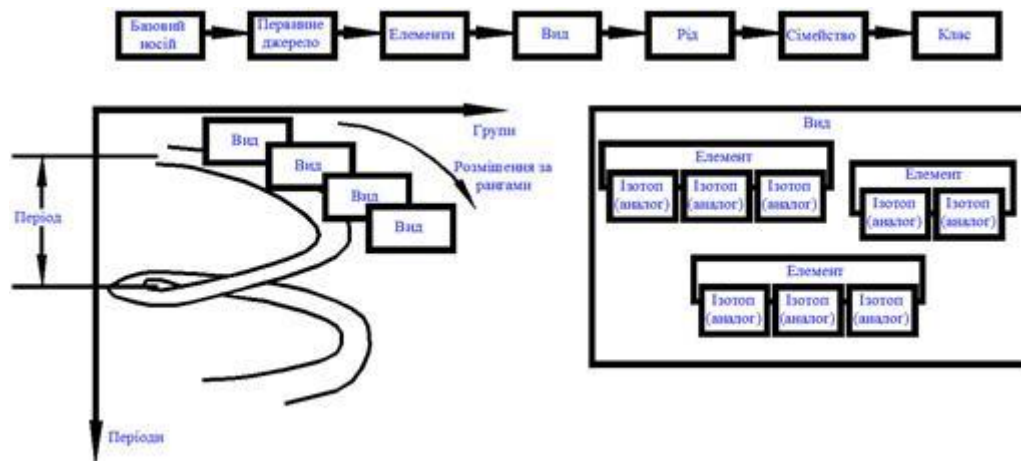 Базовий
носій
Первинне
джерело
Елементи
Вид
Рід
Сімейство
Клас
Групи
Вид
Вид
Вид
Вид
Розмішення за
рангами
Період
Періоди
Вид
Елемент
Ізотоп
(аналог)
Ізотоп
(аналог)
Ізотоп
(аналог)
Елемент
Ізотоп
(аналог)
Ізотоп
(аналог)
Елемент
Ізотоп
(аналог)
Ізотоп
(аналог)
Ізотоп
(аналог)